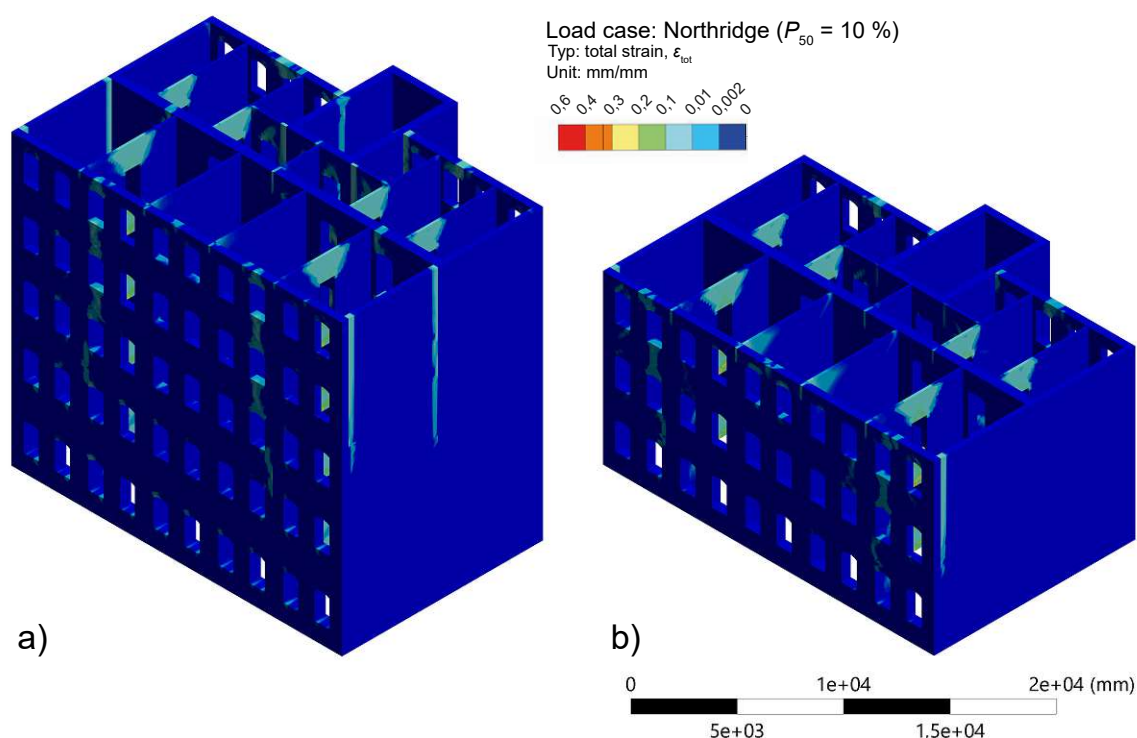 Load case: Northridge (P50 = 10 %)
Typ: total strain, εtot
Unit: mm/mm
0,6 0,4 0,3 0,2 0,1 0,01 0,002 0
a)
b)
0 1e+04 2e+04 (mm)
5e+03 1.5e+04